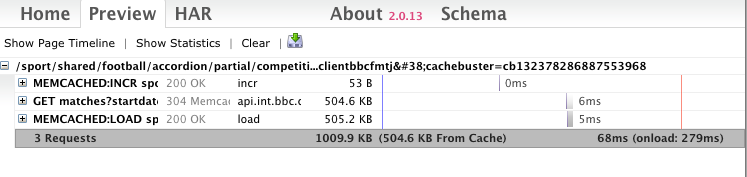 Home Preview HAR About 2.0.13 Schema
Show Page Timeline | Show Statistics | Clear |
/sport/shared/football/accordion/partial/competiti...clientbbcfmtj&#38;cachebuster=cb132378286887553968
MEMCACHED:INCR spo 200 OK incr 53 B 0ms
GET matches?startdate 304 Memcac api.int.bbc.c 504.6 KB 6ms
MEMCACHED:LOAD sp 200 OK load 505.2 KB 5ms
3 Requests 1009.9 KB (504.6 KB From Cache) 68ms (onload: 279ms)